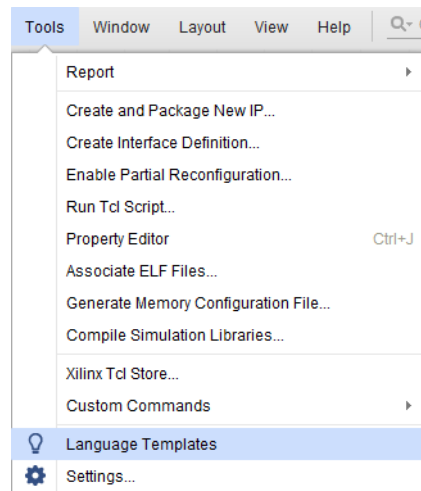 Tools Window Layout View Help
Report
Create and Package New IP...
Create Interface Definition...
Enable Partial Reconfiguration...
Run Tcl Script...
Property Editor Ctrl+J
Associate ELF Files...
Generate Memory Configuration File...
Compile Simulation Libraries...
Xilinx Tcl Store...
Custom Commands
Language Templates
Settings...